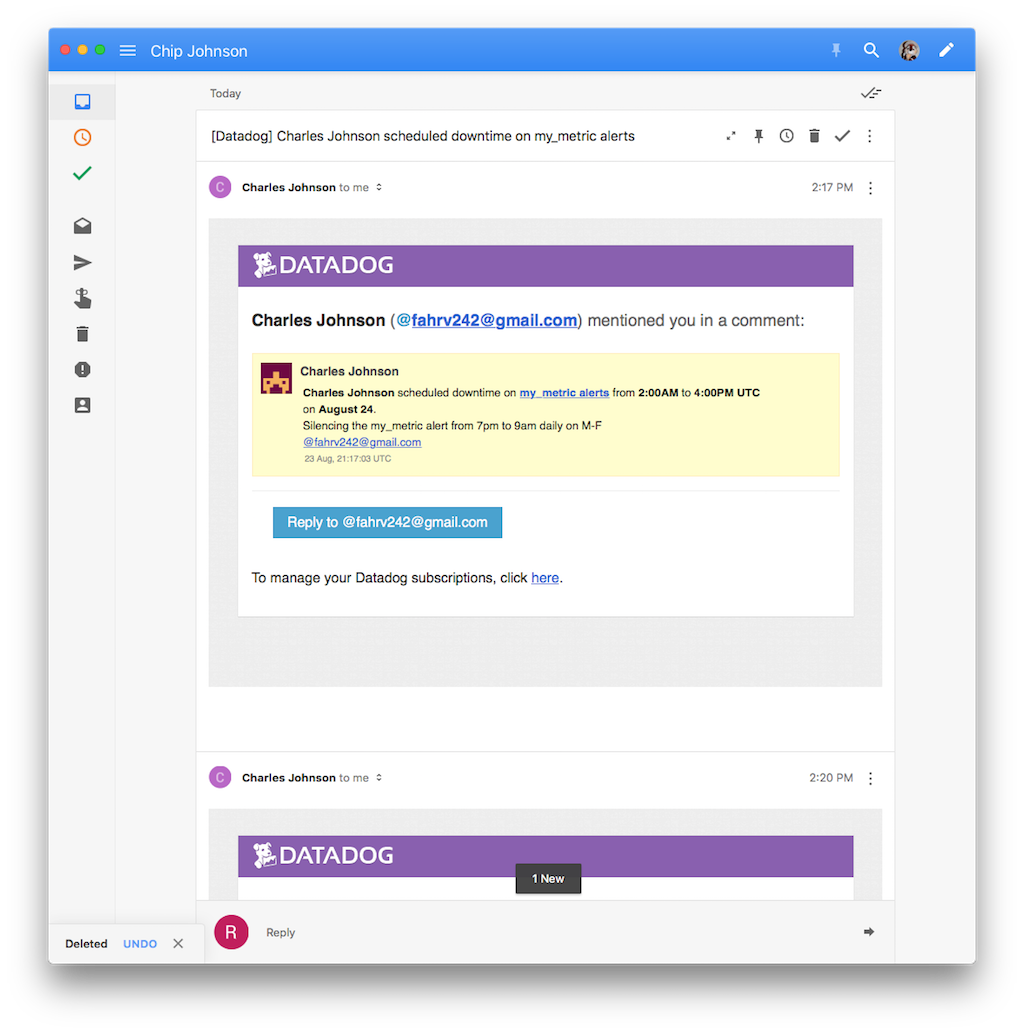 Chip Johnson
Today
[Datadog] Charles Johnson scheduled downtime on my_metric alerts
C
Charles Johnson to me
2:17 PM
DATADOG
Charles Johnson (@fahrv242@gmail.com) mentioned you in a comment:
Charles Johnson
Charles Johnson scheduled downtime on my_metric alerts from 2:00AM to 4:00PM UTC
on August 24.
Silencing the my_metric alert from 7pm to 9am daily on M-F
@fahrv242@gmail.com
23 Aug, 21:17:03 UTC
Reply to @fahrv242@gmail.com
To manage your Datadog subscriptions, click here.
C
Charles Johnson to me
2:20 PM
DATADOG
1 New
R
Reply
Deleted
UNDO